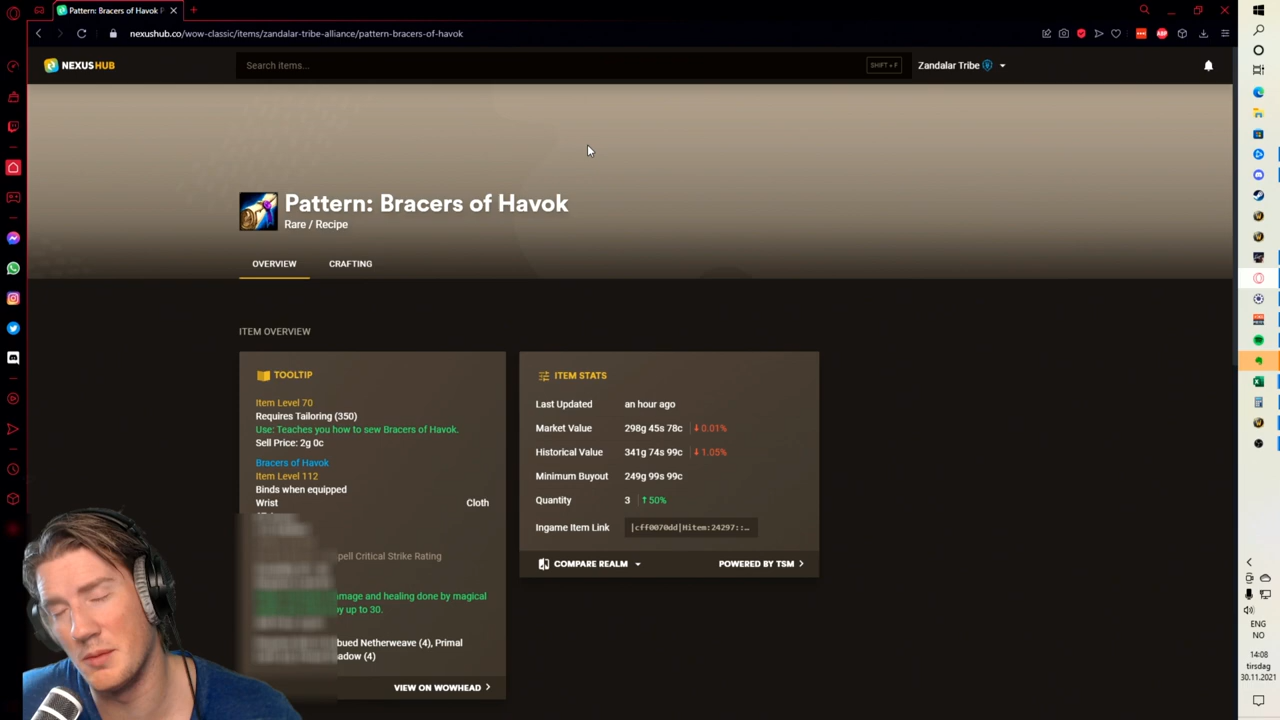 Pattern: Bracers of Havok P
nexushub.co/wow-classic/items/zandalar-tribe-alliance/pattern-bracers-of-havok
ABP
NEXUSHUB
Search items...
SHIFT + F
Zandalar Tribe
Pattern: Bracers of Havok
Rare / Recipe
OVERVIEW
CRAFTING
ITEM OVERVIEW
TOOLTIP
Item Level 70
Requires Tailoring (350)
Use: Teaches you how to sew Bracers of Havok.
Sell Price: 2g 0c
Bracers of Havok
Item Level 112
Binds when equipped
Wrist Cloth
pell Critical Strike Rating
amage and healing done by magical
by up to 30.
bued Netherweave (4), Primal
adow (4)
VIEW ON WOWHEAD
ITEM STATS
Last Updated an hour ago
Market Value 298g 45s 78c 0.01%
Historical Value 341g 74s 99c 1.05%
Minimum Buyout 249g 99s 99c
Quantity 3 50%
Ingame Item Link |cff0070dd|Hitem:24297::…
COMPARE REALM
POWERED BY TSM
ENG
NO
14:08
tirsdag
30.11.2021